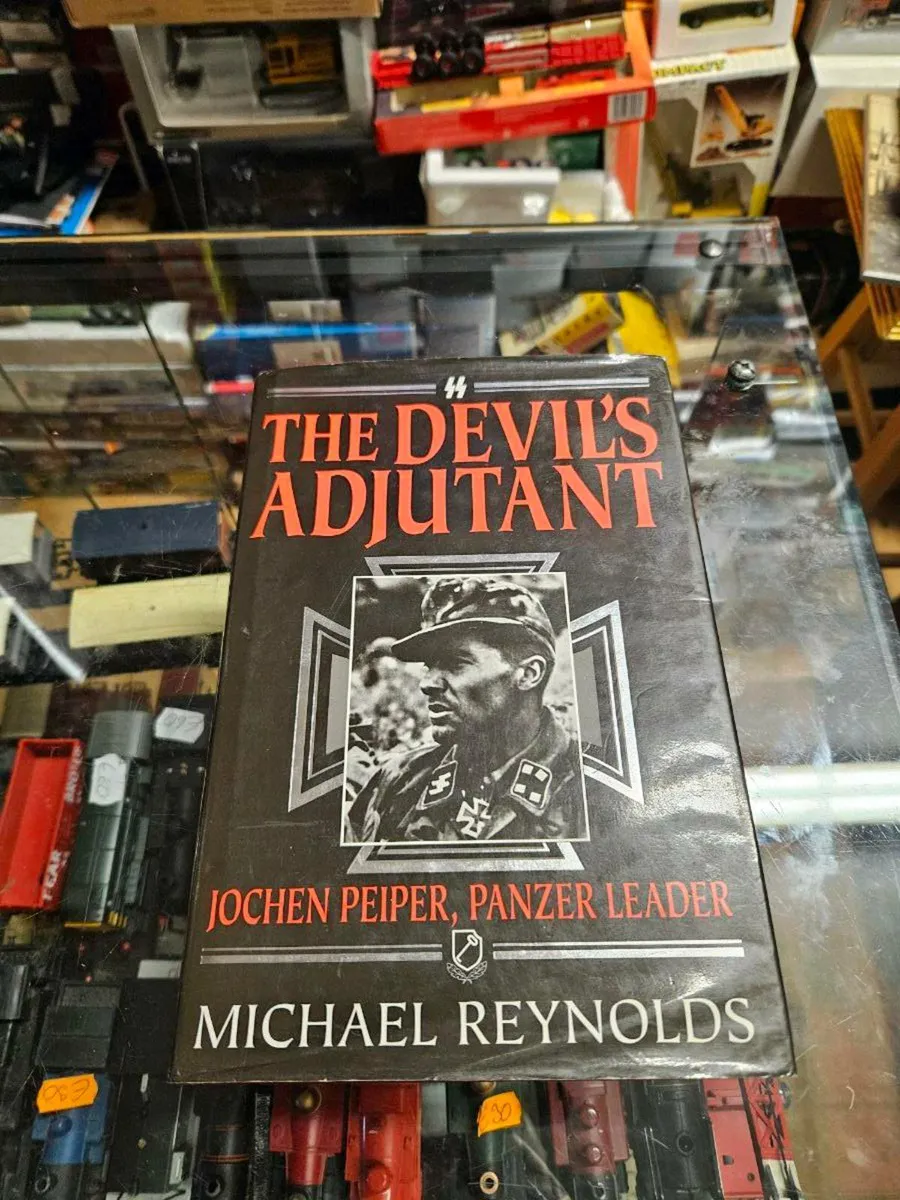 THE DEVIL'S
ADJUTANT
JOCHEN PEIPER, PANZER LEADER
MICHAEL REYNOLDS